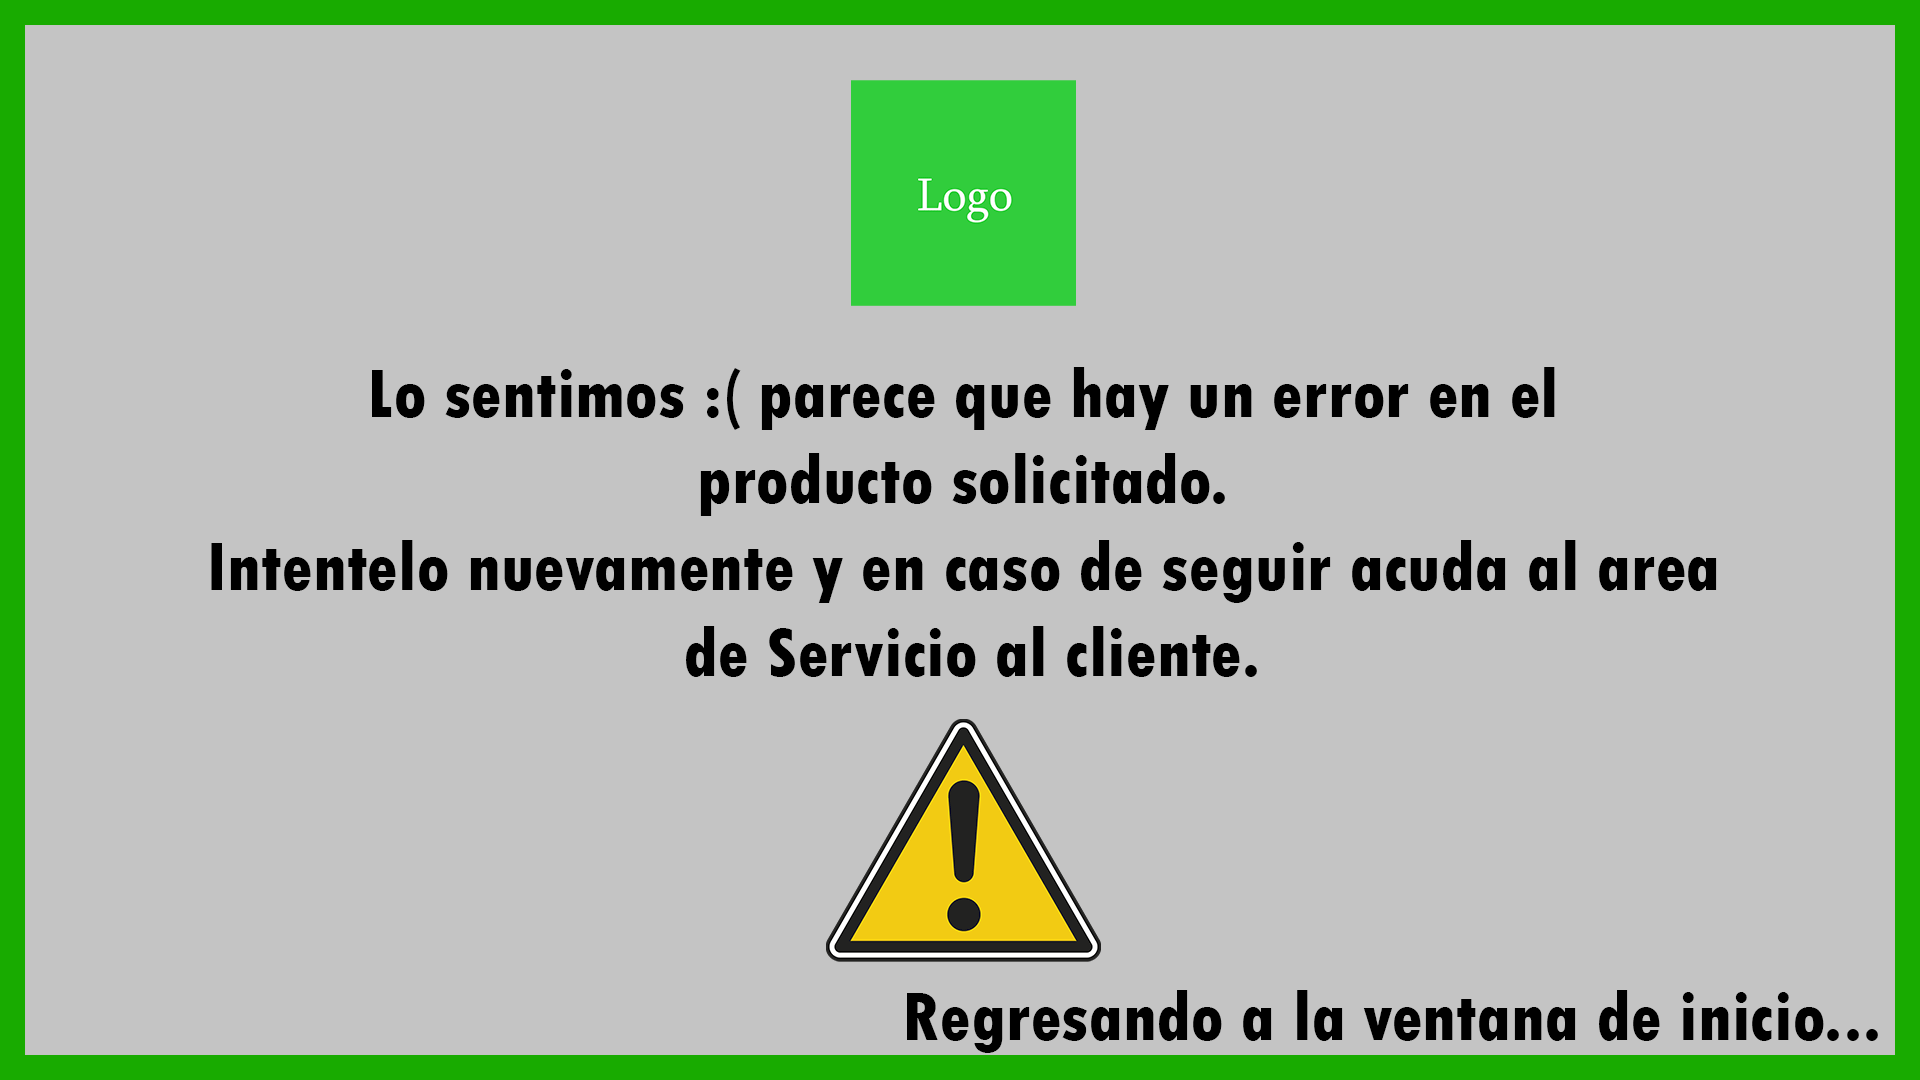 Logo
Lo sentimos :( parece que hay un error en el
producto solicitado.
Intentelo nuevamente y en caso de seguir acuda al area
de Servicio al cliente.
Regresando a la ventana de inicio...